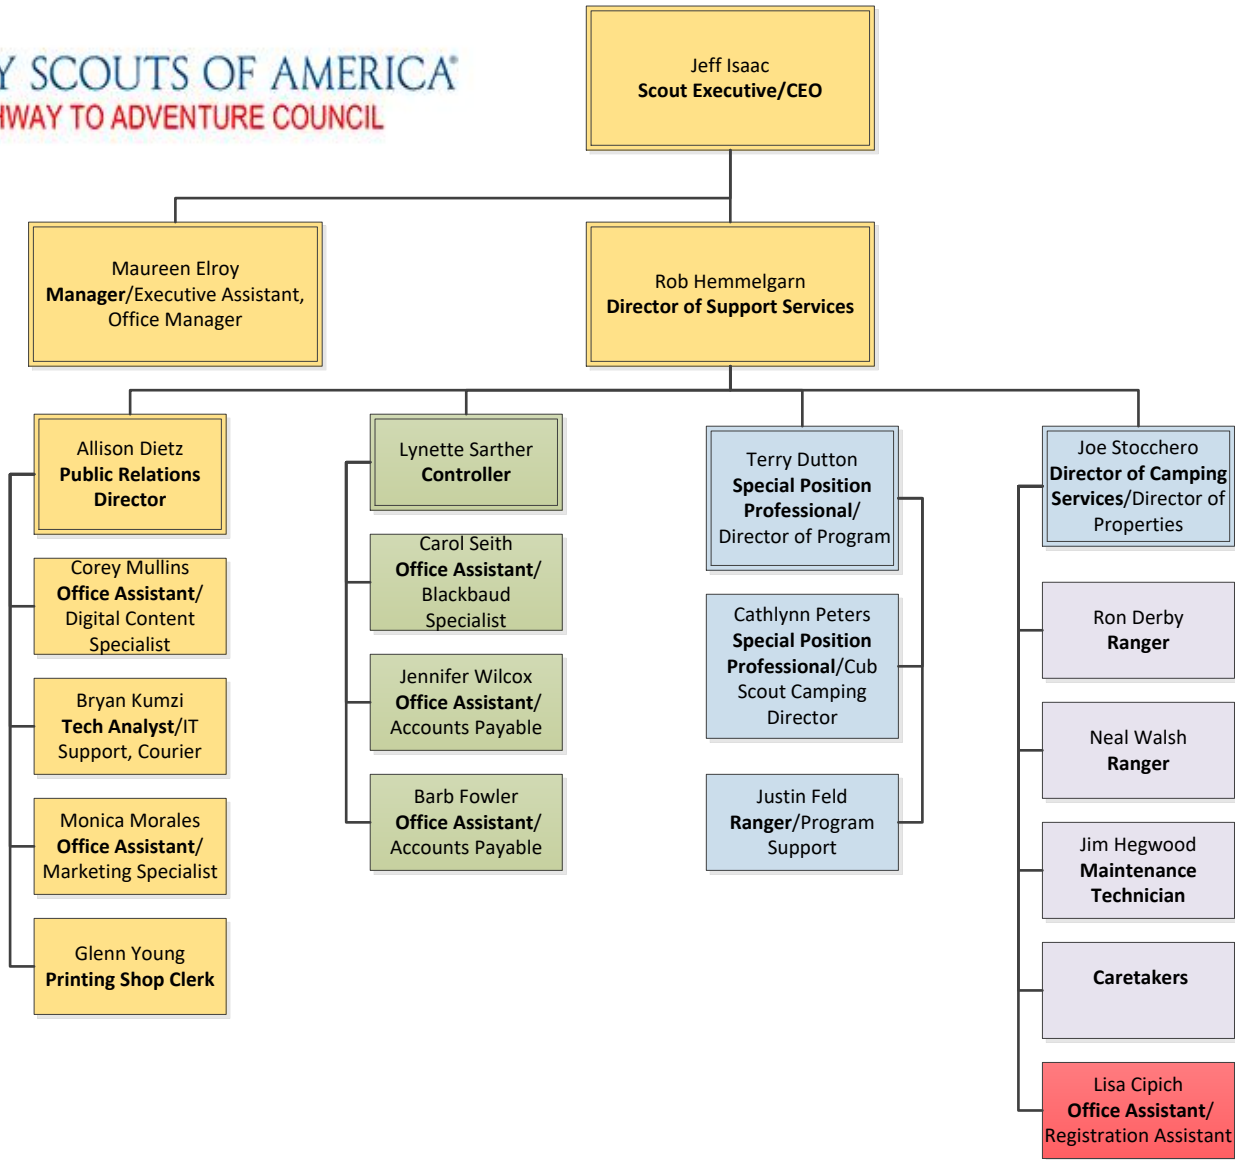 Y SCOUTS OF AMERICA®
HWAY TO ADVENTURE COUNCIL
Jeff Isaac
Scout Executive/CEO
Maureen Elroy
Manager/Executive Assistant,
Office Manager
Rob Hemmelgarn
Director of Support Services
Allison Dietz
Public Relations
Director
Corey Mullins
Office Assistant/
Digital Content
Specialist
Bryan Kumzi
Tech Analyst/IT
Support, Courier
Monica Morales
Office Assistant/
Marketing Specialist
Glenn Young
Printing Shop Clerk
Lynette Sarther
Controller
Carol Seith
Office Assistant/
Blackbaud
Specialist
Jennifer Wilcox
Office Assistant/
Accounts Payable
Barb Fowler
Office Assistant/
Accounts Payable
Terry Dutton
Special Position
Professional/
Director of Program
Cathlynn Peters
Special Position
Professional/Cub
Scout Camping
Director
Justin Feld
Ranger/Program
Support
Joe Stocchero
Director of Camping
Services/Director of
Properties
Ron Derby
Ranger
Neal Walsh
Ranger
Jim Hegwood
Maintenance
Technician
Caretakers
Lisa Cipich
Office Assistant/
Registration Assistant